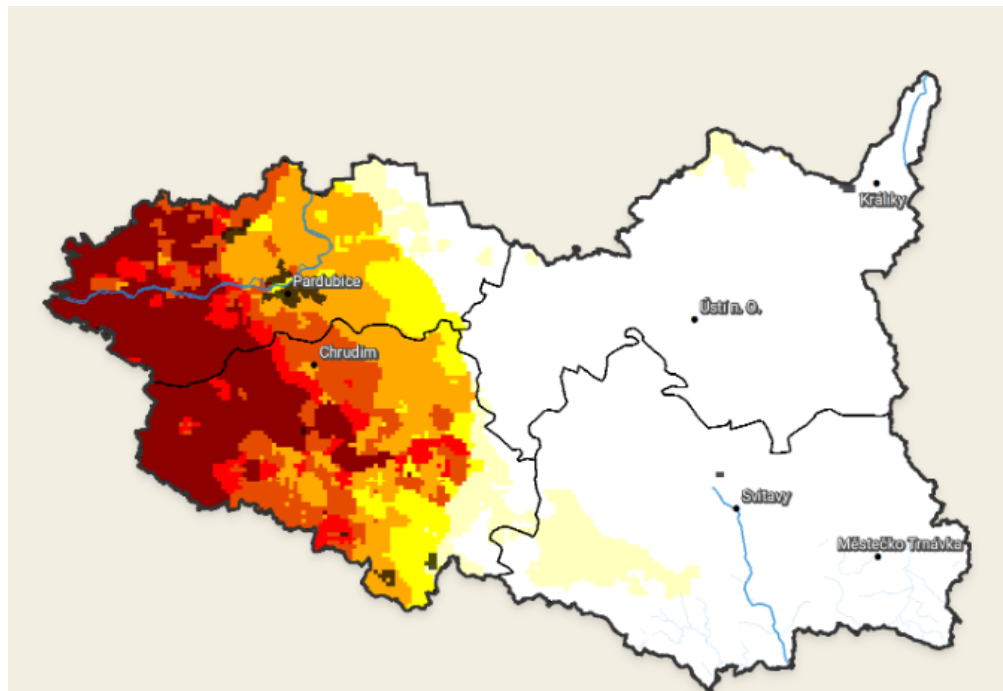 Králíky
Pardubice
Ústí n. O.
Chrudim
Svitavy
Městečko Trnávka